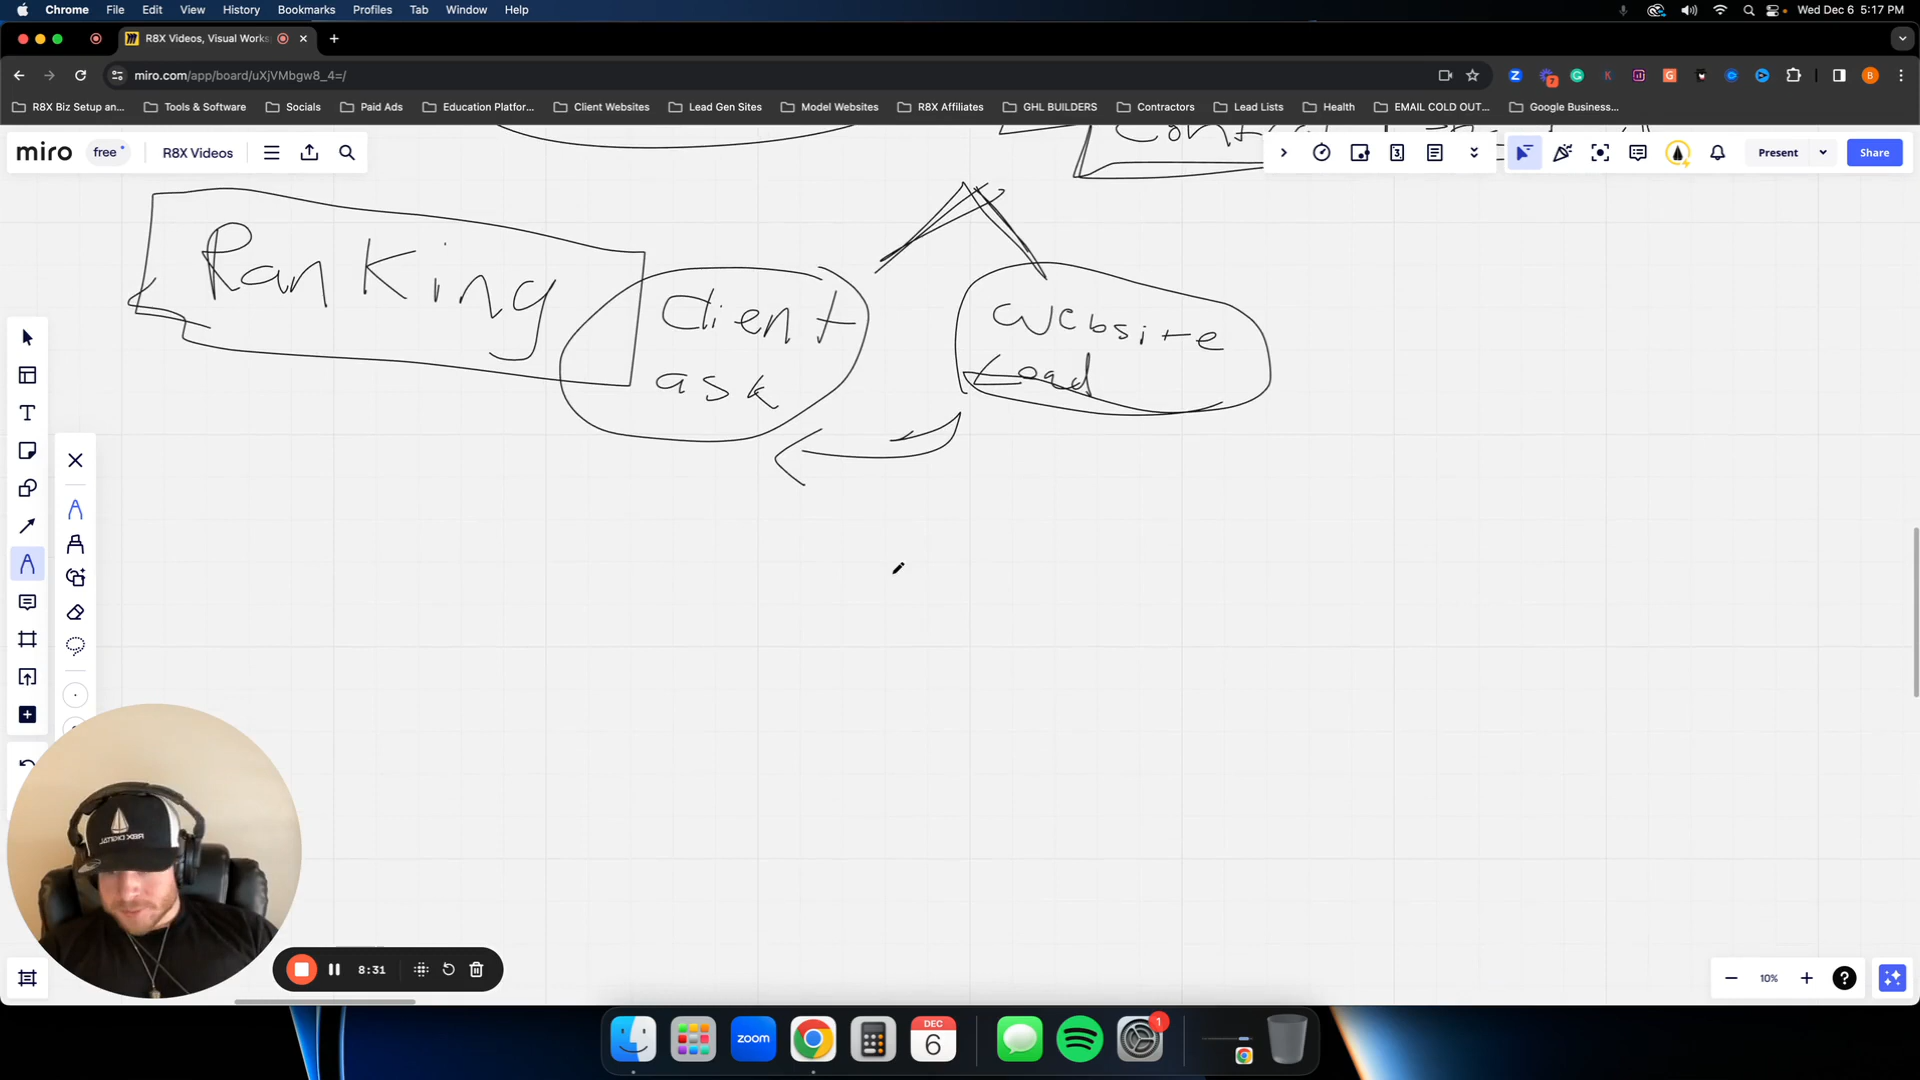 Chrome File Edit View History Bookmarks Profiles Tab Window Help Wed Dec 6 5:17 PM
R8X Videos, Visual Works
miro.com/app/board/uXjVMbgw8_4=/
R8X Biz Setup an... Tools & Software Socials Paid Ads Education Platfor... Client Websites Lead Gen Sites Model Websites R8X Affiliates GHL BUILDERS Contractors Lead Lists Health EMAIL COLD OUT... Google Business...
miro free R8X Videos Present Share
Ranking
Client
ask
Website
Lead
R8X DIGITAL
8:31
10%
zoom
DEC
6
1